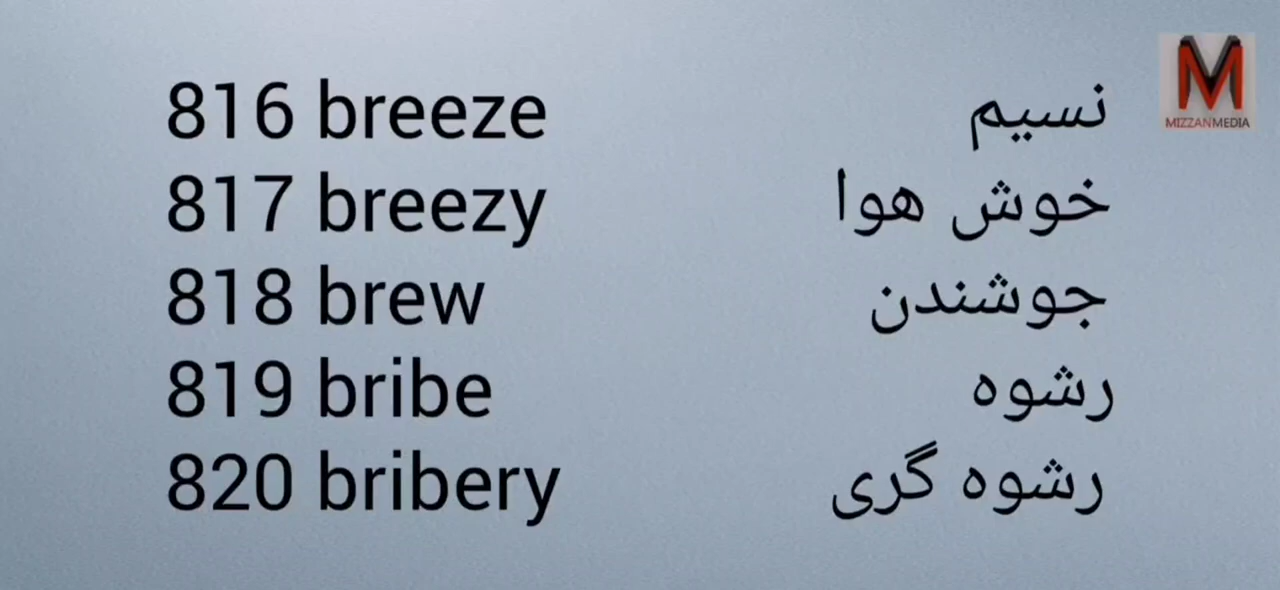 816 breeze نسیم
817 breezy خوش هوا
818 brew جوشندن
819 bribe رشوه
820 bribery رشوه گری
M
MIZZANMEDIA